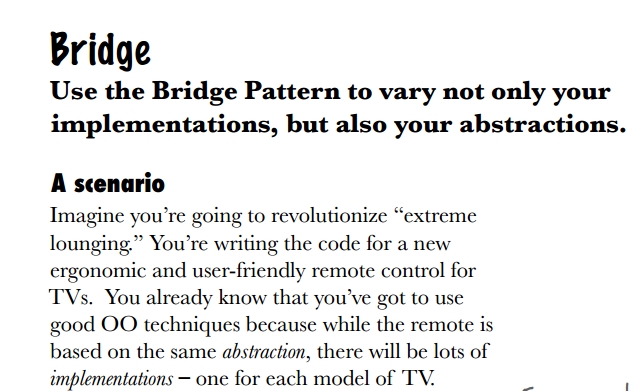 Bridge
Use the Bridge Pattern to vary not only your
implementations, but also your abstractions.
A scenario
Imagine you’re going to revolutionize “extreme
lounging.” You’re writing the code for a new
ergonomic and user-friendly remote control for
TVs.  You already know that you’ve got to use
good OO techniques because while the remote is
based on the same abstraction, there will be lots of
implementations – one for each model of TV.